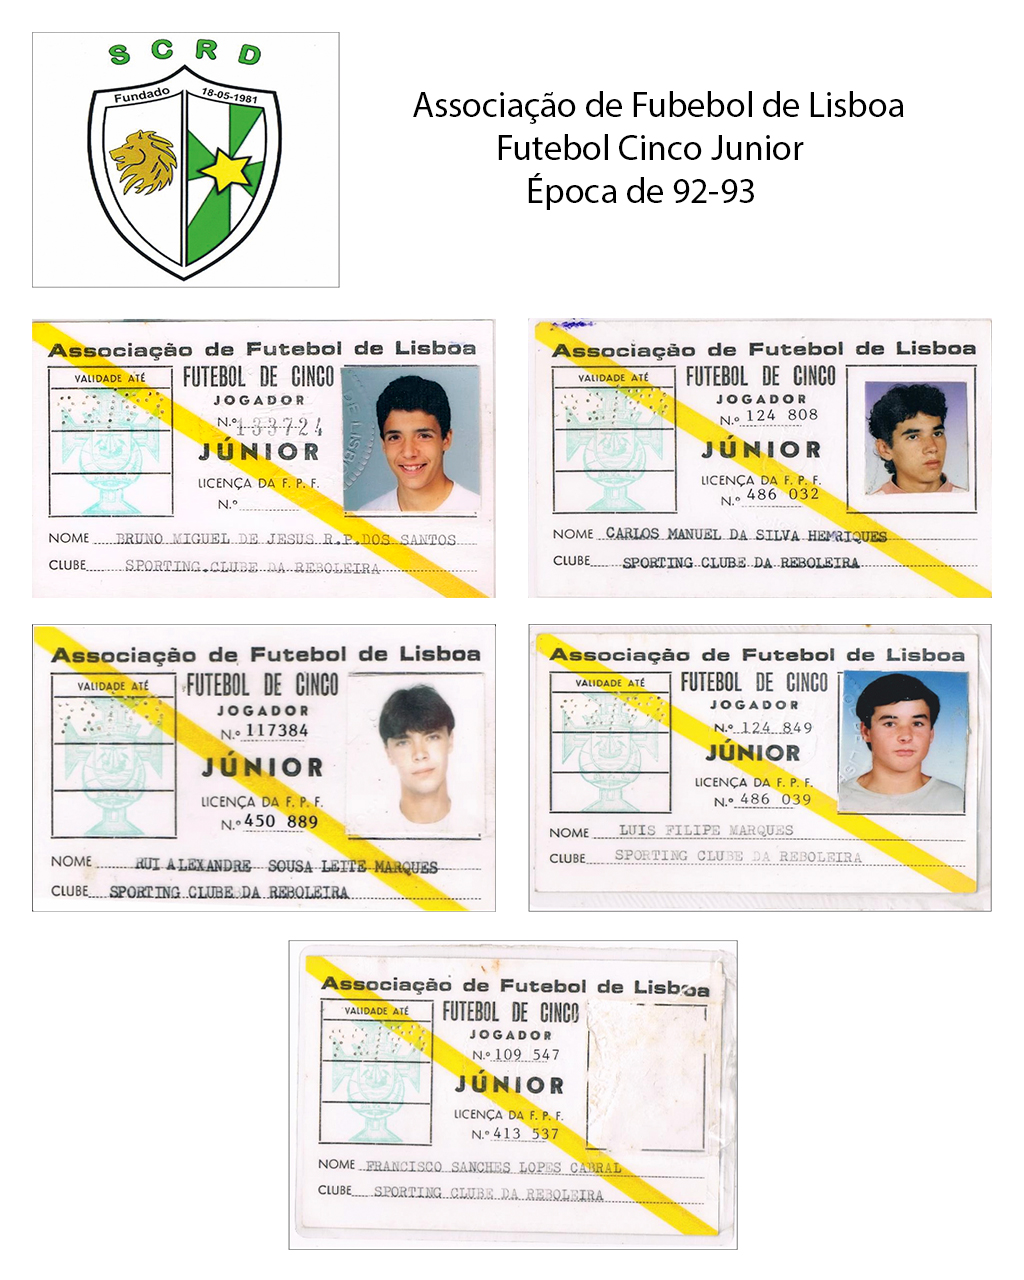 S C R D
Fundado 18-05-1981
Associação de Fubebol de Lisboa
Futebol Cinco Junior
Época de 92-93
Associação de Futebol de Lisboa
VALIDADE ATÉ
FUTEBOL DE CINCO
JOGADOR
N.º 133724
JÚNIOR
LICENÇA DA F. P. F.
N.º
NOME BRUNO MIGUEL DE JESUS R.P.DOS SANTOS
CLUBE SPORTING.CLUBE DA REBOLEIRA
Associação de Futebol de Lisboa
VALIDADE ATÉ
FUTEBOL DE CINCO
JOGADOR
N.º 124 808
JÚNIOR
LICENÇA DA F. P. F.
N.º 486 032
NOME CARLOS MANUEL DA SILVA HENRIQUES
CLUBE SPORTING CLUBE DA REBOLEIRA
Associação de Futebol de Lisboa
VALIDADE ATÉ
FUTEBOL DE CINCO
JOGADOR
N.º 117384
JÚNIOR
LICENÇA DA F. P. F.
N.º 450 889
NOME RUI ALEXANDRE SOUSA LEITE MARQUES
CLUBE SPORTING CLUBE DA REBOLEIRA
Associação de Futebol de Lisboa
VALIDADE ATÉ
FUTEBOL DE CINCO
JOGADOR
N.º 124 849
JÚNIOR
LICENÇA DA F. P. F.
N.º 486 039
NOME LUIS FILIPE MARQUES
CLUBE SPORTING CLUBE DA REBOLEIRA
Associação de Futebol de Lisboa
VALIDADE ATÉ
FUTEBOL DE CINCO
JOGADOR
N.º 109 547
JÚNIOR
LICENÇA DA F. P. F.
N.º 413 537
NOME FRANCISCO SANCHES LOPES CABRAL
CLUBE SPORTING CLUBE DA REBOLEIRA